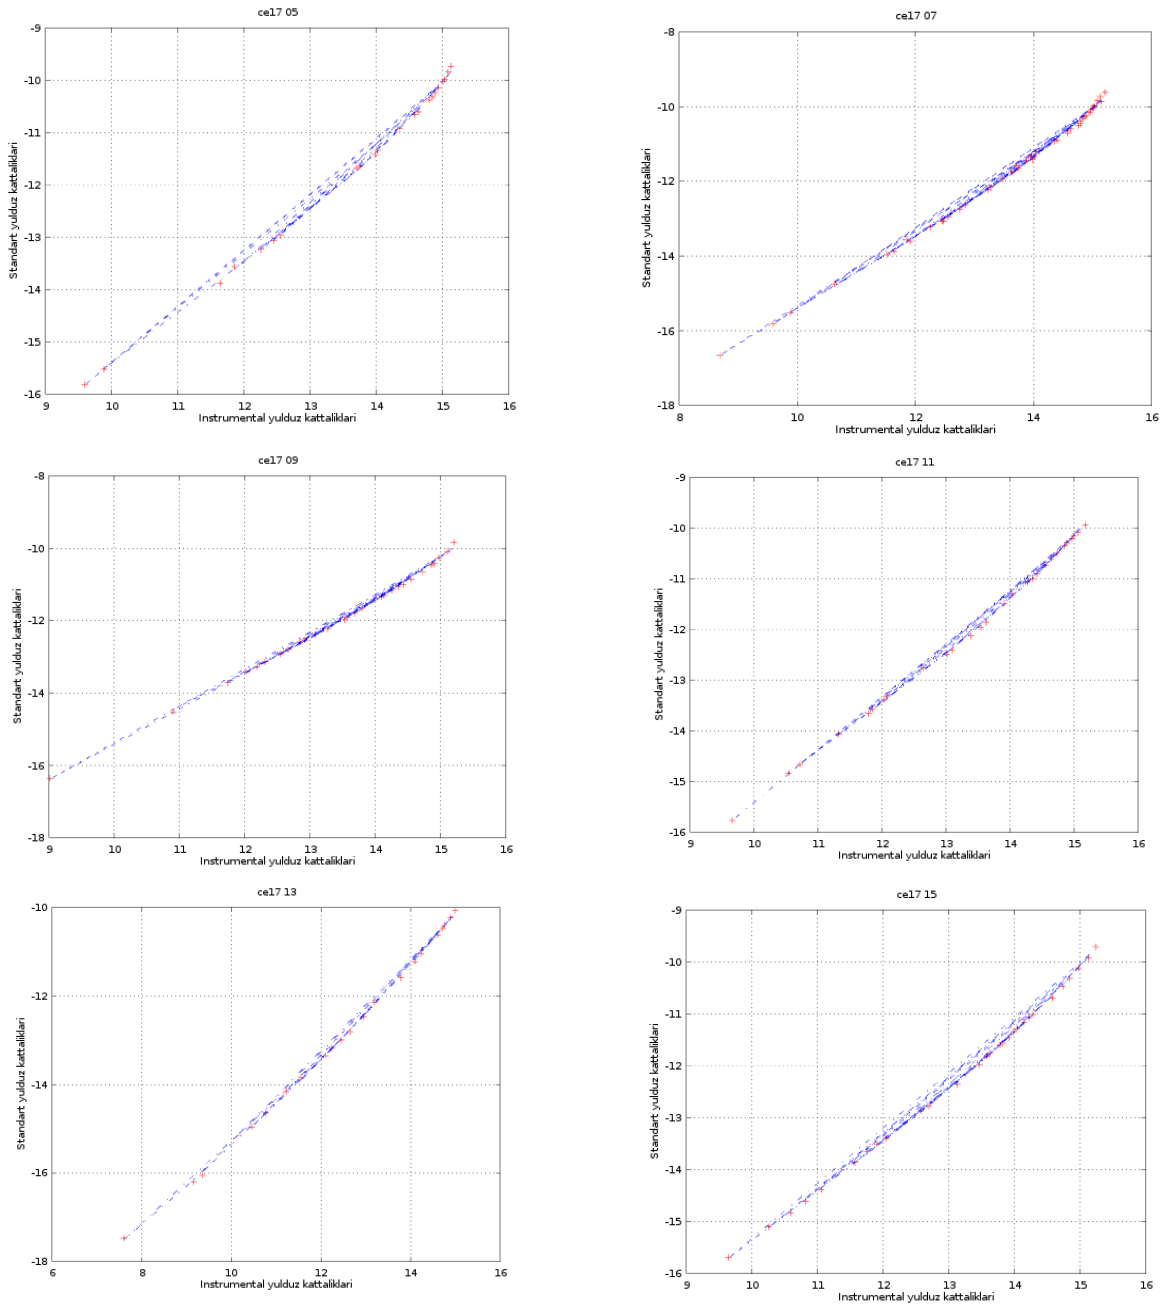 ce17 05
-9
-10
-11
-12
-13
-14
-15
-16
9 10 11 12 13 14 15 16
Standart yulduz kattaliklari
Instrumental yulduz kattaliklari
ce17 07
-8
-10
-12
-14
-16
-18
8 10 12 14 16
Standart yulduz kattaliklari
Instrumental yulduz kattaliklari
ce17 09
-8
-10
-12
-14
-16
-18
9 10 11 12 13 14 15 16
Standart yulduz kattaliklari
Instrumental yulduz kattaliklari
ce17 11
-9
-10
-11
-12
-13
-14
-15
-16
9 10 11 12 13 14 15 16
Standart yulduz kattaliklari
Instrumental yulduz kattaliklari
ce17 13
-10
-12
-14
-16
-18
6 8 10 12 14 16
Standart yulduz kattaliklari
Instrumental yulduz kattaliklari
ce17 15
-9
-10
-11
-12
-13
-14
-15
-16
9 10 11 12 13 14 15 16
Standart yulduz kattaliklari
Instrumental yulduz kattaliklari